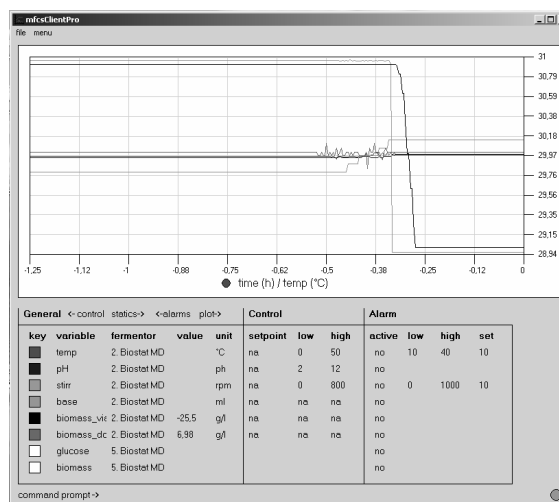 mfcsClientPro
file menu
31
30,79
30,59
30,38
30,18
29,97
29,76
29,56
29,35
29,15
28,94
-1,25 -1,12 -1 -0,88 -0,75 -0,62 -0,5 -0,38 -0,25 -0,12 0
time (h) / temp (°C)
General <- control statics-> <-alarms plot-> Control Alarm
key variable fermentor value unit setpoint low high active low high set
temp 2. Biostat MD °C na 0 50 no 10 40 10
pH 2. Biostat MD ph 2 12 no
stirr 2. Biostat MD rpm na 0 800 no 0 1000 10
base 2. Biostat MD ml na na na no
biomass_via 2. Biostat MD -25,5 g/l na na na no
biomass_dc 2. Biostat MD 6,98 g/l na na na no
glucose 5. Biostat MD no
biomass 5. Biostat MD no
command prompt ->